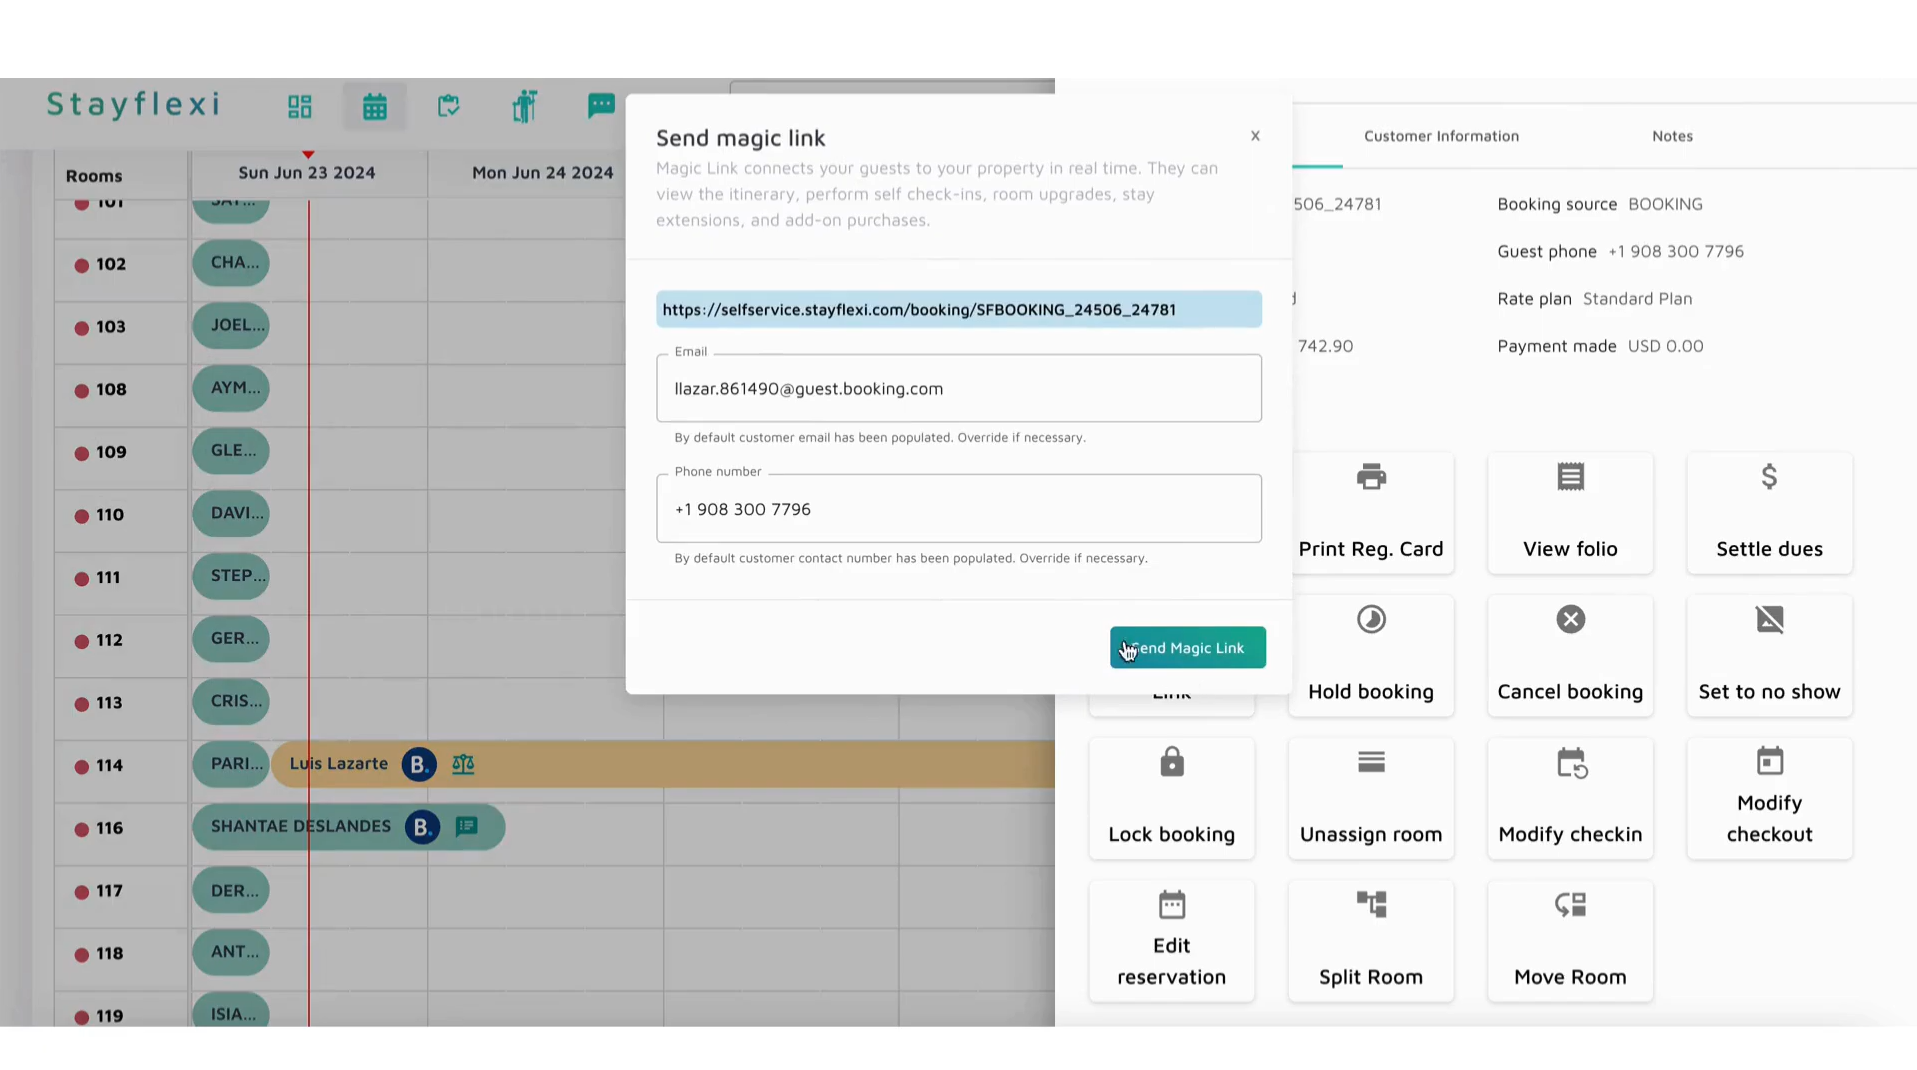 Stayflexi
Rooms
Sun Jun 23 2024
Mon Jun 24 2024
101
102
CHA...
103
JOEL...
108
AYM...
109
GLE...
110
DAVI...
111
STEP...
112
GER...
113
CRIS...
114
PARI...
Luis Lazarte
B.
116
SHANTAE DESLANDES
B.
117
DER...
118
ANT...
119
ISIA...
Send magic link
x
Magic Link connects your guests to your property in real time. They can
view the itinerary, perform self check-ins, room upgrades, stay
extensions, and add-on purchases.
https://selfservice.stayflexi.com/booking/SFBOOKING_24506_24781
Email
llazar.861490@guest.booking.com
By default customer email has been populated. Override if necessary.
Phone number
+1 908 300 7796
By default customer contact number has been populated. Override if necessary.
Send Magic Link
Customer Information
Notes
506_24781
Booking source BOOKING
Guest phone +1 908 300 7796
Rate plan Standard Plan
742.90
Payment made USD 0.00
Print Reg. Card
View folio
Settle dues
Link
Hold booking
Cancel booking
Set to no show
Lock booking
Unassign room
Modify checkin
Modify
checkout
Edit
reservation
Split Room
Move Room